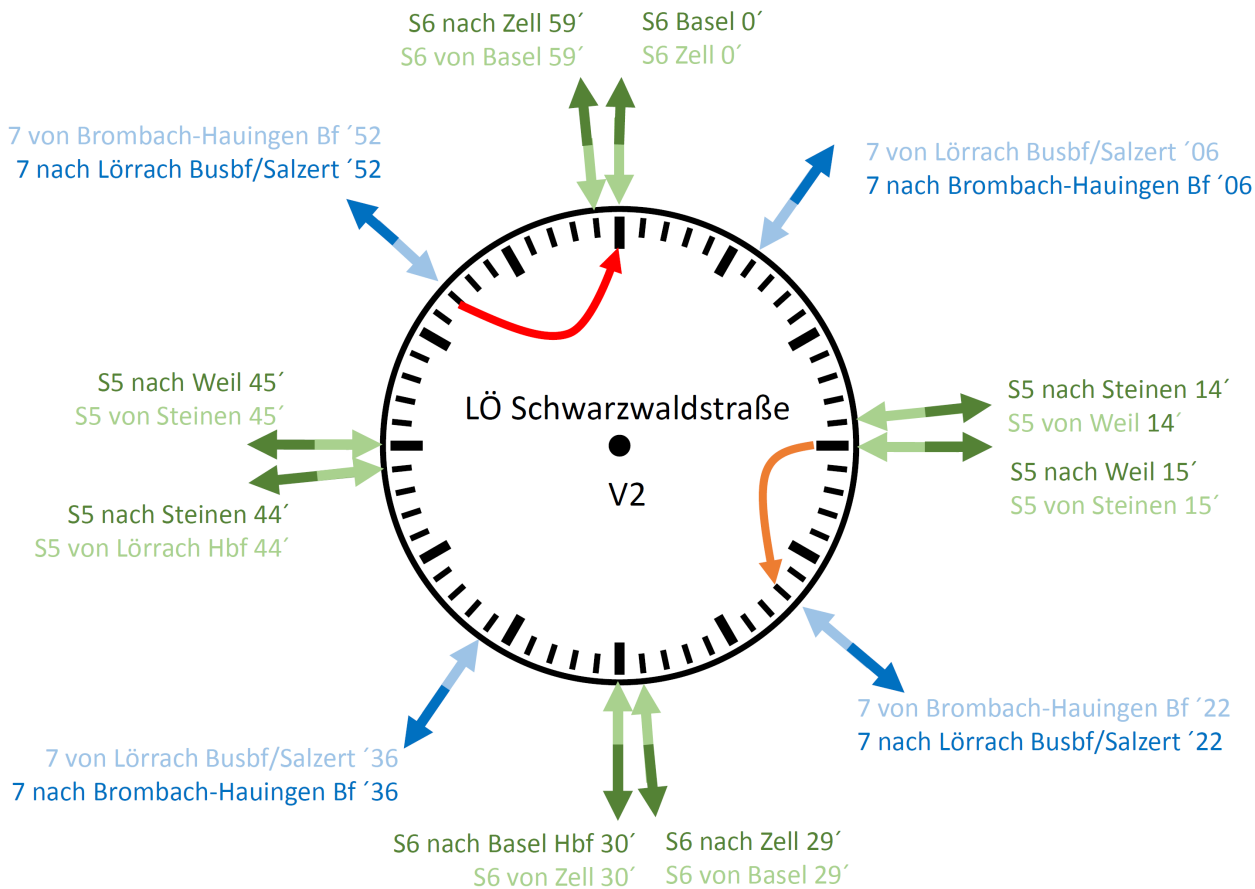 S6 nach Zell 59´
S6 von Basel 59´
S6 Basel 0´
S6 Zell 0´
7 von Brombach-Hauingen Bf ´52
7 nach Lörrach Busbf/Salzert ´52
7 von Lörrach Busbf/Salzert ´06
7 nach Brombach-Hauingen Bf ´06
S5 nach Weil 45´
S5 von Steinen 45´
LÖ Schwarzwaldstraße
V2
S5 nach Steinen 14´
S5 von Weil 14´
S5 nach Weil 15´
S5 von Steinen 15´
S5 nach Steinen 44´
S5 von Lörrach Hbf 44´
7 von Brombach-Hauingen Bf ´22
7 nach Lörrach Busbf/Salzert ´22
7 von Lörrach Busbf/Salzert ´36
7 nach Brombach-Hauingen Bf ´36
S6 nach Basel Hbf 30´
S6 von Zell 30´
S6 nach Zell 29´
S6 von Basel 29´